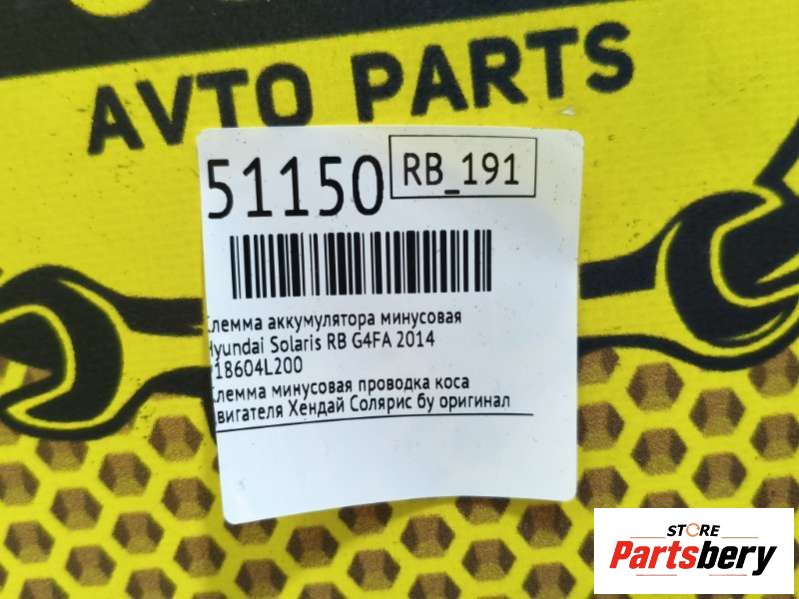 AVTO PARTS
51150
RB_191
лемма аккумулятора минусовая
yundai Solaris RB G4FA 2014
18604L200
лемма минусовая проводка коса
вигателя Хендай Солярис бу оригинал
STORE
Partsbery